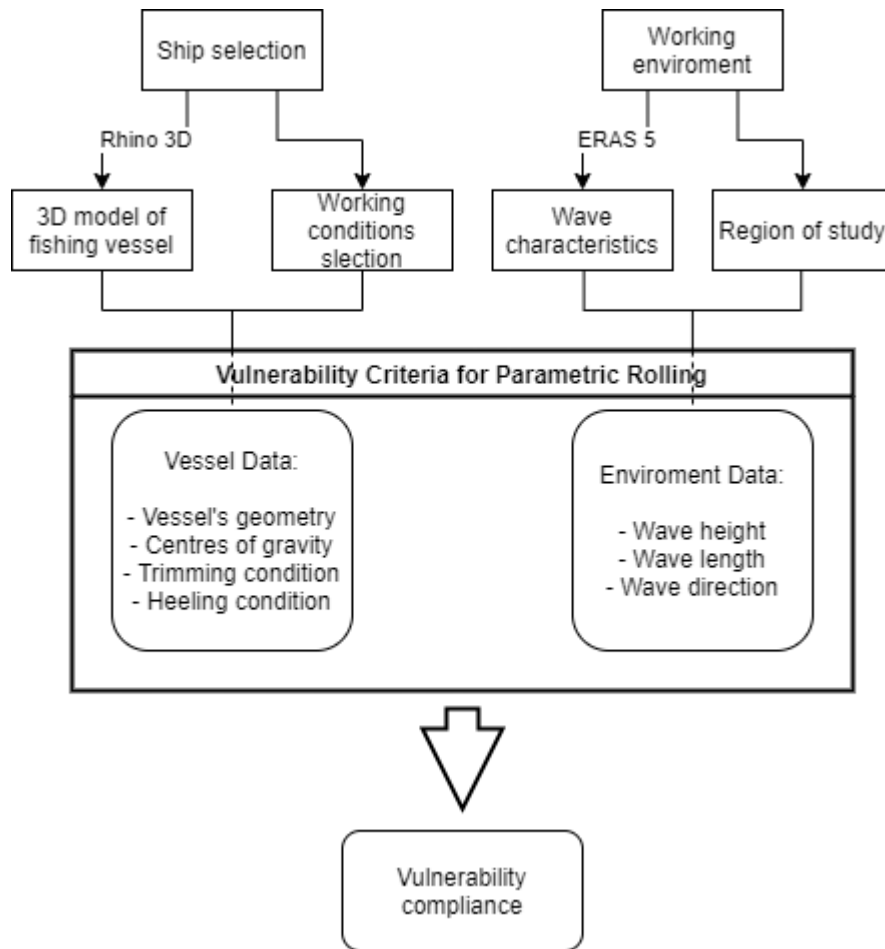 Ship selection
Working
enviroment
Rhino 3D
ERAS 5
3D model of
fishing vessel
Working
conditions
slection
Wave
characteristics
Region of study
Vulnerability Criteria for Parametric Rolling
Vessel Data:
- Vessel's geometry
- Centres of gravity
- Trimming condition
- Heeling condition
Enviroment Data:
- Wave height
- Wave length
- Wave direction
Vulnerability
compliance